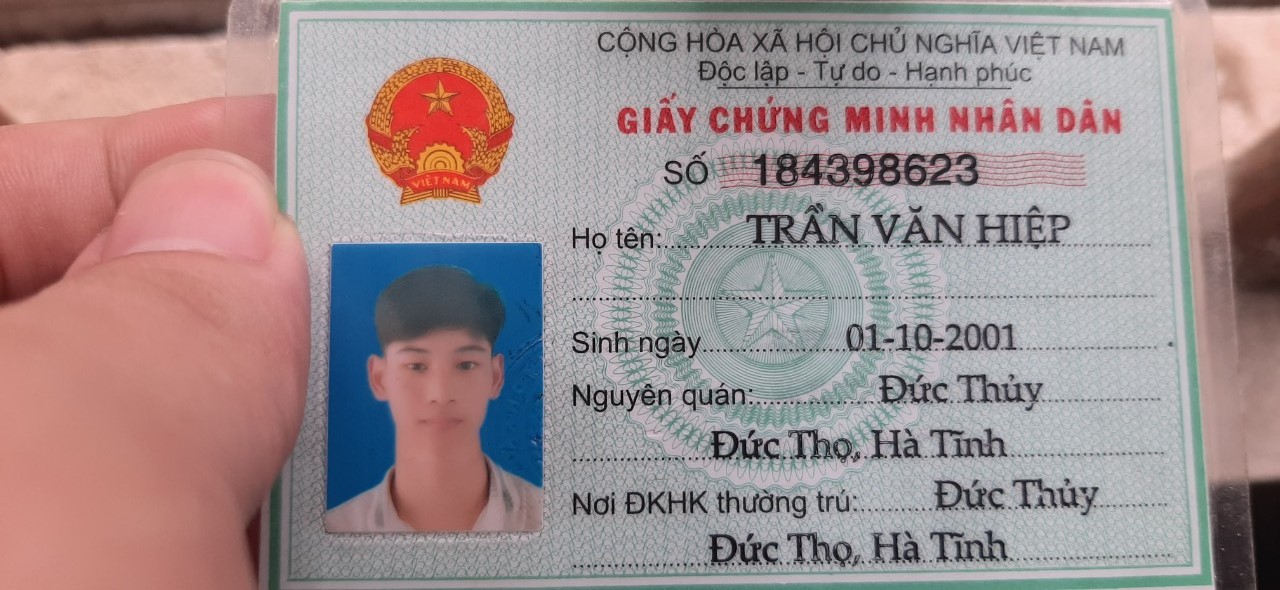 CỘNG HÒA XÃ HỘI CHỦ NGHĨA VIỆT NAM
Độc lập - Tự do - Hạnh phúc
GIẤY CHỨNG MINH NHÂN DÂN
SỐ 184398623
VIỆT NAM
Họ tên: TRẦN VĂN HIỆP
Sinh ngày 01-10-2001
Nguyên quán: Đức Thủy
Đức Thọ, Hà Tĩnh
Nơi ĐKHK thường trú: Đức Thủy
Đức Thọ, Hà Tĩnh